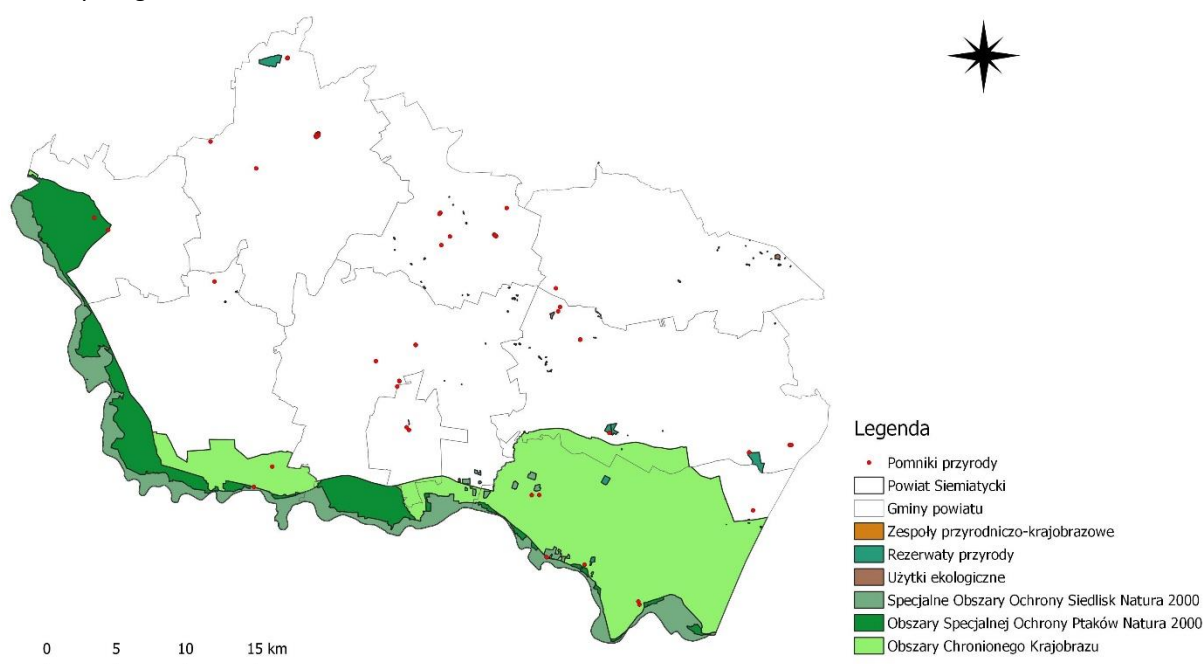 Legenda
Pomniki przyrody
Powiat Siemiatycki
Gminy powiatu
Zespoły przyrodniczo-krajobrazowe
Rezerwaty przyrody
Użytki ekologiczne
Specjalne Obszary Ochrony Siedlisk Natura 2000
Obszary Specjalnej Ochrony Ptaków Natura 2000
Obszary Chronionego Krajobrazu
0 5 10 15 km